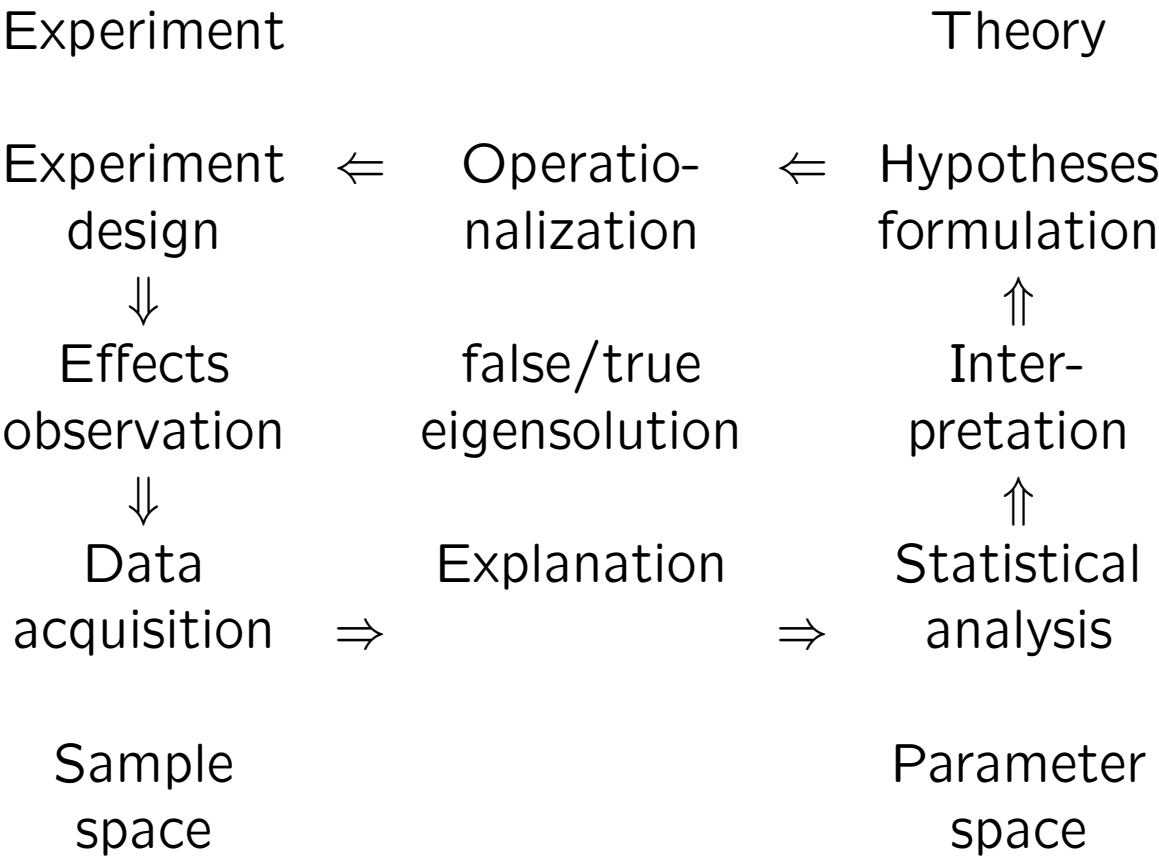 Experiment Theory
Experiment ⇐ Operatio- ⇐ Hypotheses
design nalization formulation
⇓ ⇑
Effects false/true Inter-
observation eigensolution pretation
⇓ ⇑
Data Explanation Statistical
acquisition ⇒ ⇒ analysis
Sample Parameter
space space